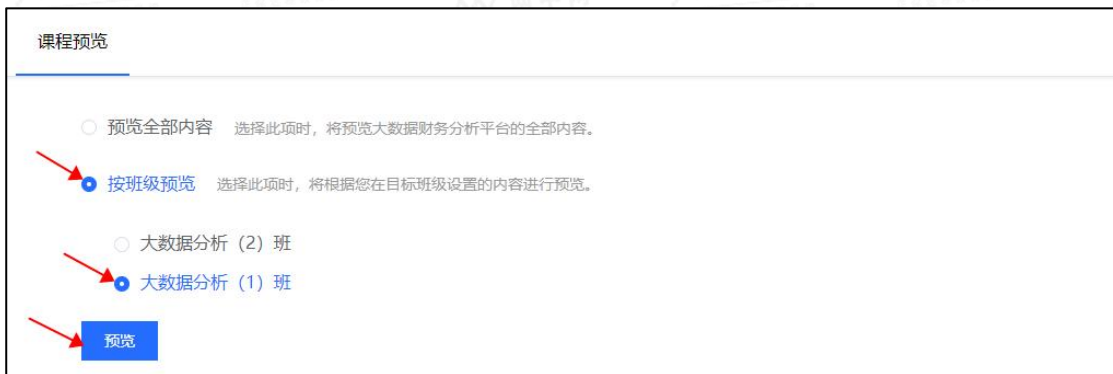 课程预览
预览全部内容 选择此项时，将预览大数据财务分析平台的全部内容。
按班级预览 选择此项时，将根据您在目标班级设置的内容进行预览。
大数据分析（2）班
大数据分析（1）班
预览